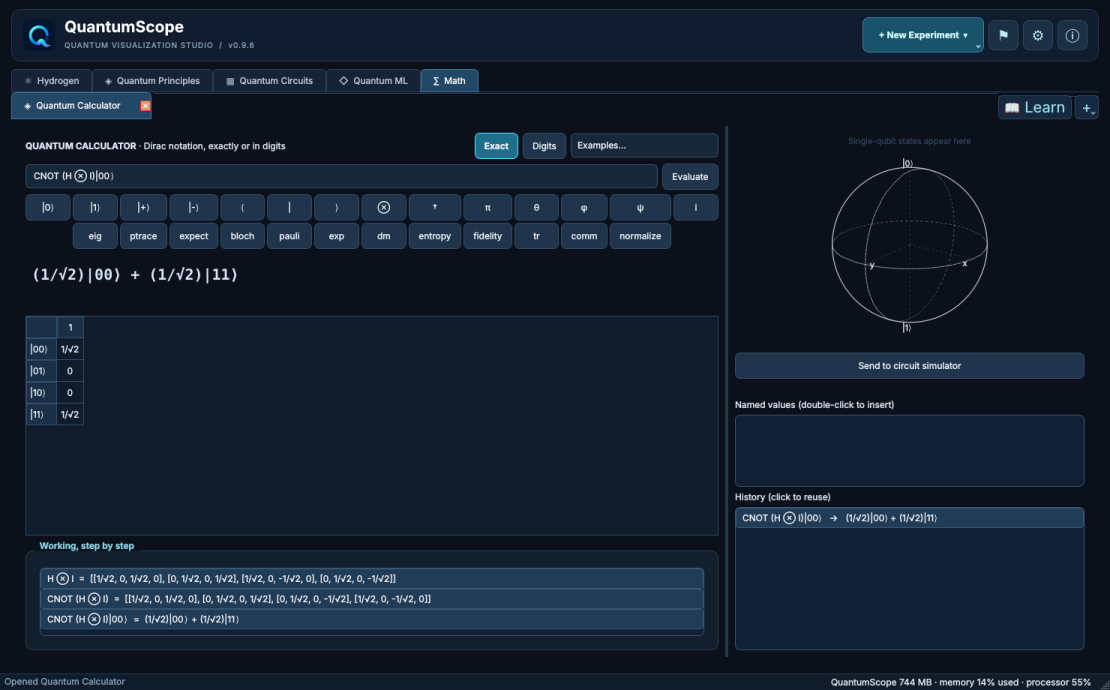 QuantumScope
QUANTUM VISUALIZATION STUDIO / v0.9.6
+ New Experiment ▾
Hydrogen
Quantum Principles
Quantum Circuits
Quantum ML
∑ Math
Quantum Calculator
📖 Learn
+
QUANTUM CALCULATOR · Dirac notation, exactly or in digits
Exact
Digits
Examples...
CNOT (H ⊗ I)|00⟩
Evaluate
|0⟩ |1⟩ |+⟩ |-⟩ ⟨ | ⟩ ⊗ † π θ φ ψ i
eig ptrace expect bloch pauli exp dm entropy fidelity tr comm normalize
(1/√2)|00⟩ + (1/√2)|11⟩
1
|00⟩ 1/√2
|01⟩ 0
|10⟩ 0
|11⟩ 1/√2
Working, step by step
H ⊗ I = [[1/√2, 0, 1/√2, 0], [0, 1/√2, 0, 1/√2], [1/√2, 0, -1/√2, 0], [0, 1/√2, 0, -1/√2]]
CNOT (H ⊗ I) = [[1/√2, 0, 1/√2, 0], [0, 1/√2, 0, 1/√2], [0, 1/√2, 0, -1/√2], [1/√2, 0, -1/√2, 0]]
CNOT (H ⊗ I)|00⟩ = (1/√2)|00⟩ + (1/√2)|11⟩
Single-qubit states appear here
|0⟩
y
x
|1⟩
Send to circuit simulator
Named values (double-click to insert)
History (click to reuse)
CNOT (H ⊗ I)|00⟩ → (1/√2)|00⟩ + (1/√2)|11⟩
Opened Quantum Calculator
QuantumScope 744 MB · memory 14% used · processor 55%